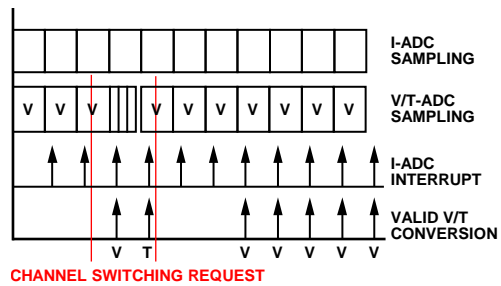 I-ADC
SAMPLING
V V V V V V V V V V
V/T-ADC
SAMPLING
I-ADC
INTERRUPT
VALID V/T
CONVERSION
V T V V V V V
CHANNEL SWITCHING REQUEST